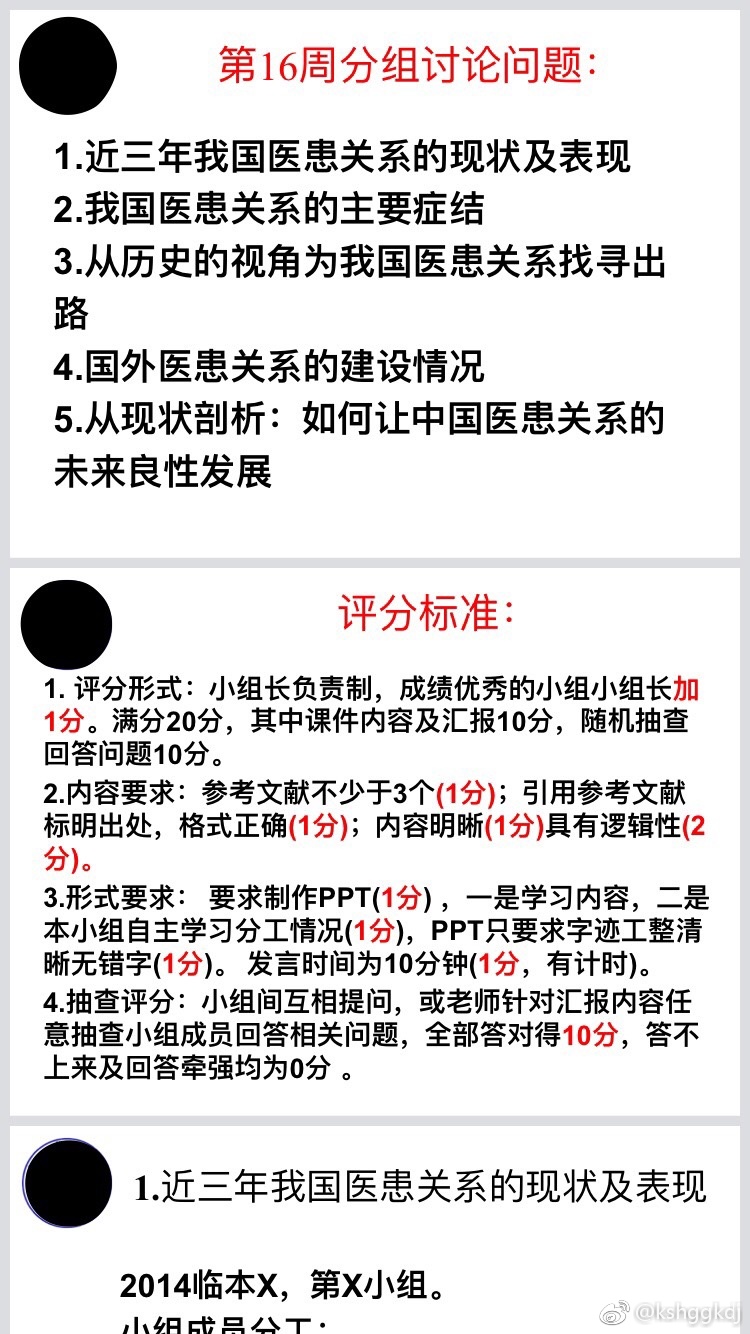 第16周分组讨论问题：
1.近三年我国医患关系的现状及表现
2.我国医患关系的主要症结
3.从历史的视角为我国医患关系找寻出
路
4.国外医患关系的建设情况
5.从现状剖析：如何让中国医患关系的
未来良性发展
评分标准：
1. 评分形式：小组长负责制，成绩优秀的小组小组长加
1分。满分20分，其中课件内容及汇报10分，随机抽查
回答问题10分。
2.内容要求：参考文献不少于3个(1分)；引用参考文献
标明出处，格式正确(1分)；内容明晰(1分)具有逻辑性(2
分)。
3.形式要求： 要求制作PPT(1分) ，一是学习内容，二是
本小组自主学习分工情况(1分)，PPT只要求字迹工整清
晰无错字(1分)。 发言时间为10分钟(1分，有计时)。
4.抽查评分：小组间互相提问，或老师针对汇报内容任
意抽查小组成员回答相关问题，全部答对得10分，答不
上来及回答牵强均为0分 。
1.近三年我国医患关系的现状及表现
2014临本X，第X小组。
小组成员分工：
@kshggkdj